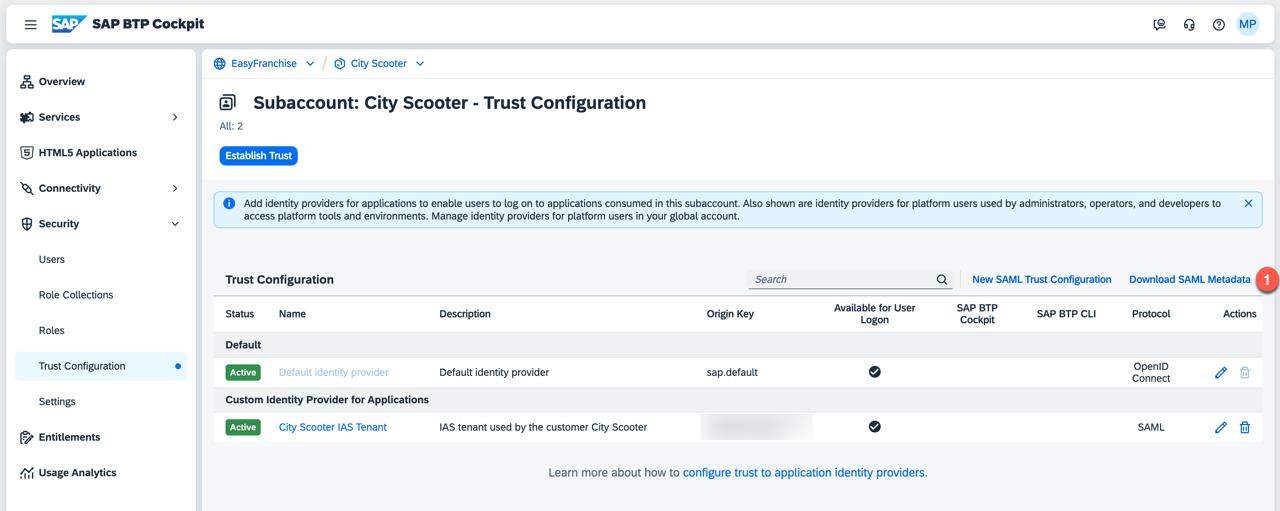 SAP SAP BTP Cockpit
MP
Overview
Services
HTML5 Applications
Connectivity
Security
Users
Role Collections
Roles
Trust Configuration
Settings
Entitlements
Usage Analytics
EasyFranchise / City Scooter
Subaccount: City Scooter - Trust Configuration
All: 2
Establish Trust
Add identity providers for applications to enable users to log on to applications consumed in this subaccount. Also shown are identity providers for platform users used by administrators, operators, and developers to
access platform tools and environments. Manage identity providers for platform users in your global account.
Trust Configuration Search New SAML Trust Configuration Download SAML Metadata 1
Status Name Description Origin Key Available for User Logon SAP BTP Cockpit SAP BTP CLI Protocol Actions
Default
Active Default identity provider Default identity provider sap.default OpenID Connect
Custom Identity Provider for Applications
Active City Scooter IAS Tenant IAS tenant used by the customer City Scooter SAML
Learn more about how to configure trust to application identity providers.